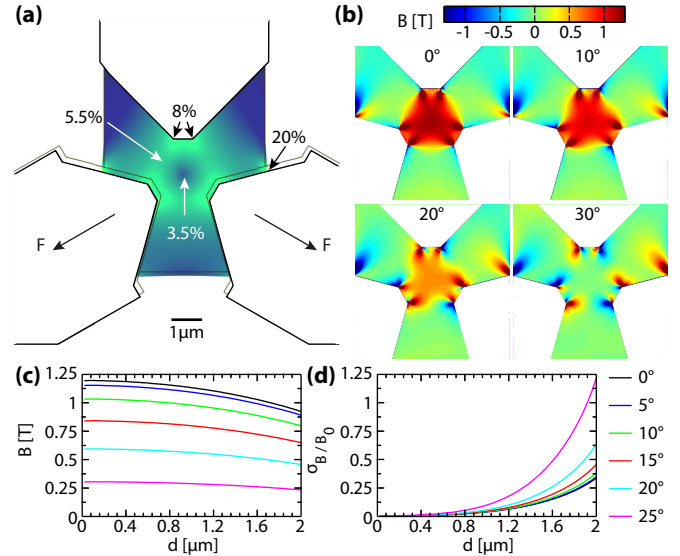 (a)
5.5%
8%
20%
3.5%
F
F
1μm
(b)
B [T]
-1 -0.5 0 0.5 1
0° 10°
20° 30°
(c)
B [T]
1.25
1
0.75
0.5
0.25
0
0 0.4 0.8 1.2 1.6 2
d [μm]
(d)
σB/B0
1.25
1
0.75
0.5
0.25
0
0 0.4 0.8 1.2 1.6 2
d [μm]
0°
5°
10°
15°
20°
25°